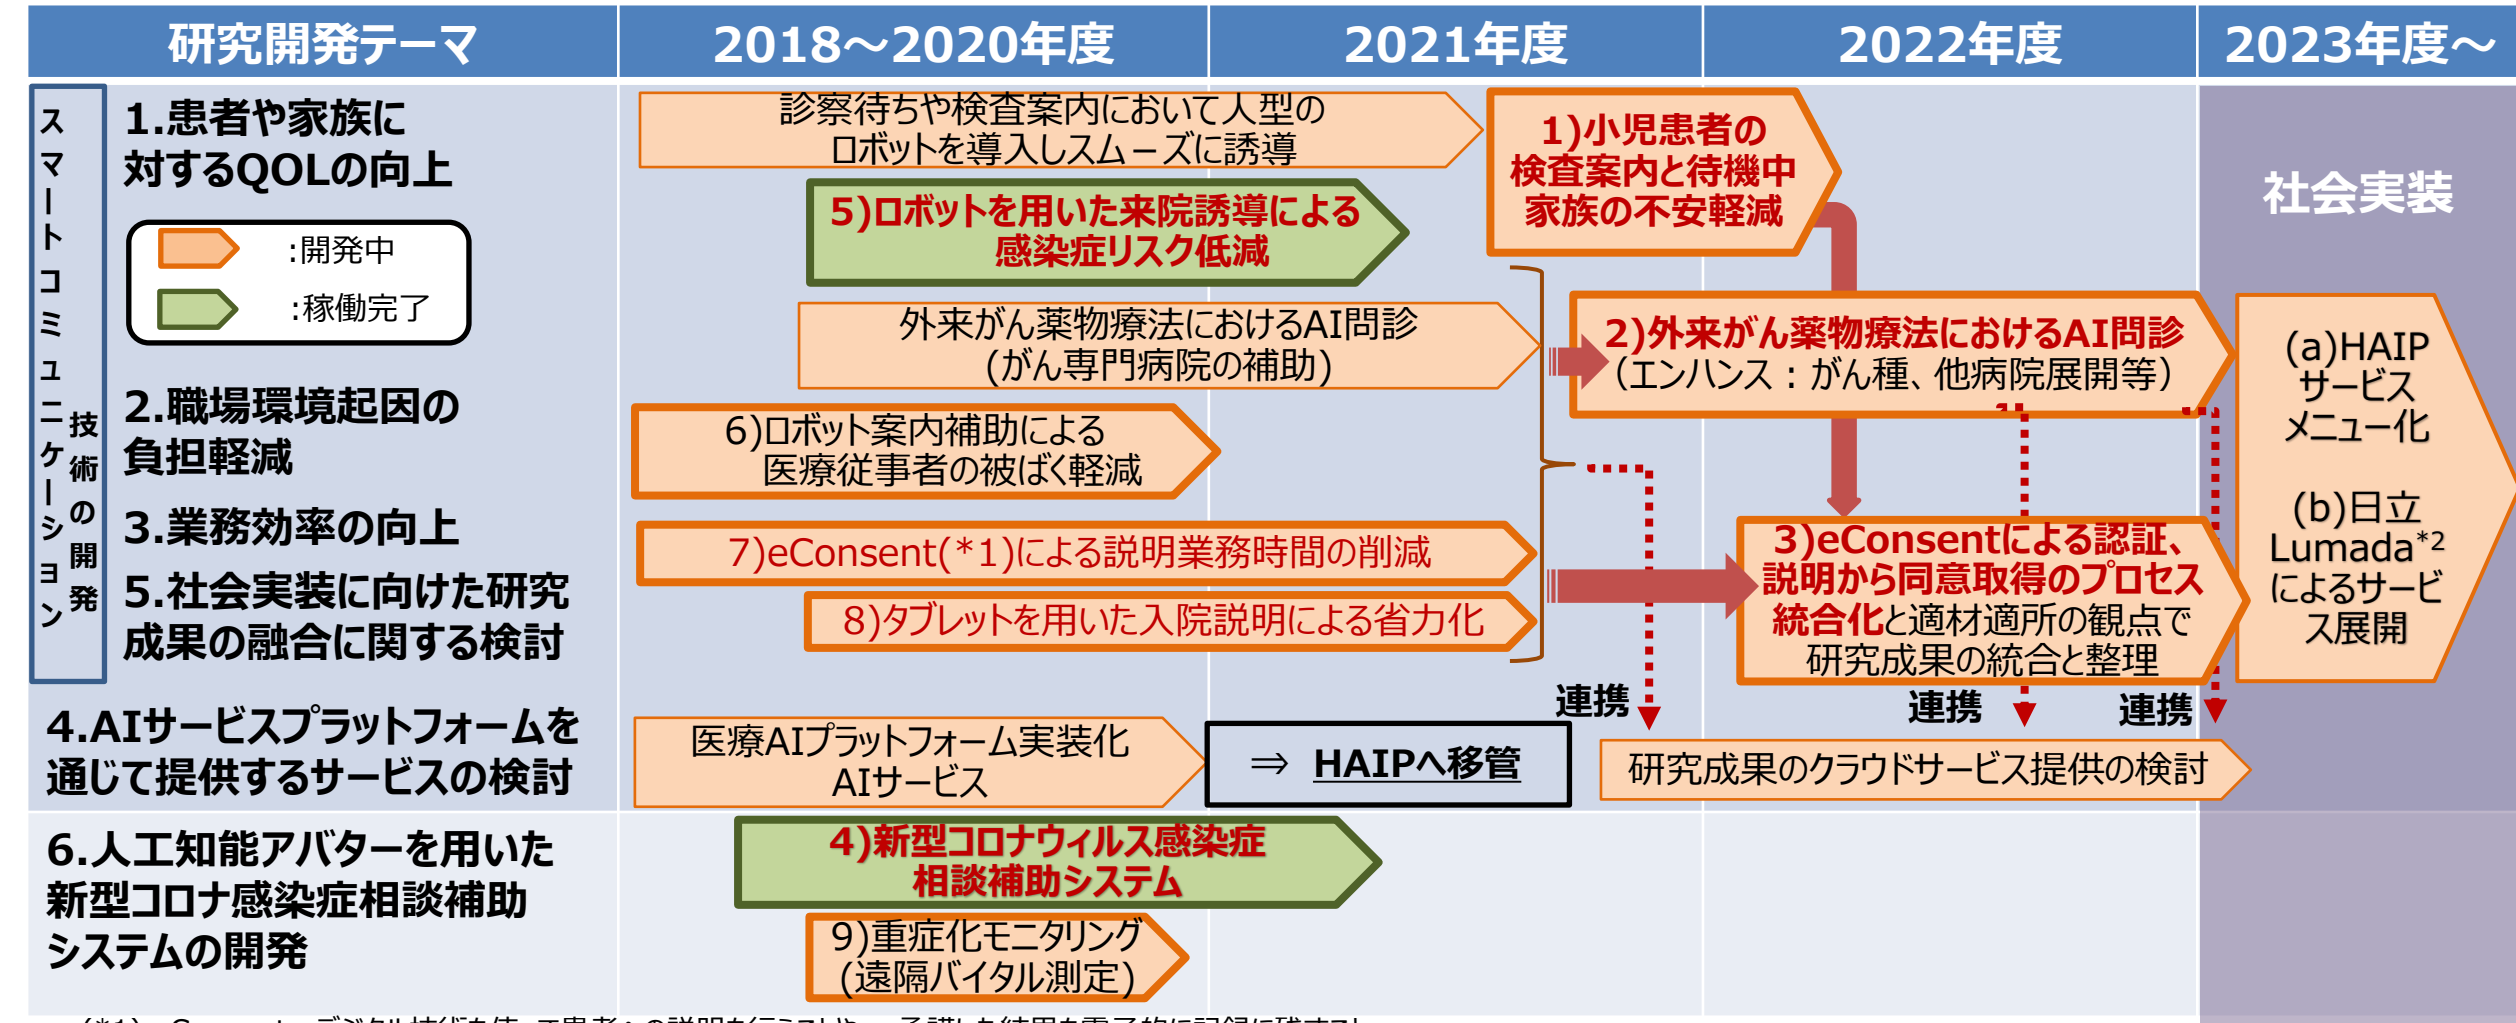 研究開発テーマ
2018～2020年度
2021年度
2022年度
2023年度～
スマートコミュニケーション
技術の開発
1.患者や家族に
対するQOLの向上
:開発中
:稼働完了
2.職場環境起因の
負担軽減
3.業務効率の向上
5.社会実装に向けた研究
成果の融合に関する検討
4.AIサービスプラットフォームを
通じて提供するサービスの検討
6.人工知能アバターを用いた
新型コロナ感染症相談補助
システムの開発
診察待ちや検査案内において人型の
ロボットを導入しスムーズに誘導
1)小児患者の
検査案内と待機中
家族の不安軽減
5)ロボットを用いた来院誘導による
感染症リスク低減
外来がん薬物療法におけるAI問診
(がん専門病院の補助)
2)外来がん薬物療法におけるAI問診
（エンハンス：がん種、他病院展開等）
6)ロボット案内補助による
医療従事者の被ばく軽減
7)eConsent(*1)による説明業務時間の削減
8)タブレットを用いた入院説明による省力化
3)eConsentによる認証、
説明から同意取得のプロセス
統合化と適材適所の観点で
研究成果の統合と整理
連携
連携
連携
医療AIプラットフォーム実装化
AIサービス
⇒ HAIPへ移管
研究成果のクラウドサービス提供の検討
4)新型コロナウィルス感染症
相談補助システム
9)重症化モニタリング
(遠隔バイタル測定)
社会実装
(a)HAIP
サービス
メニュー化
(b)日立
Lumada*2
によるサービ
ス展開